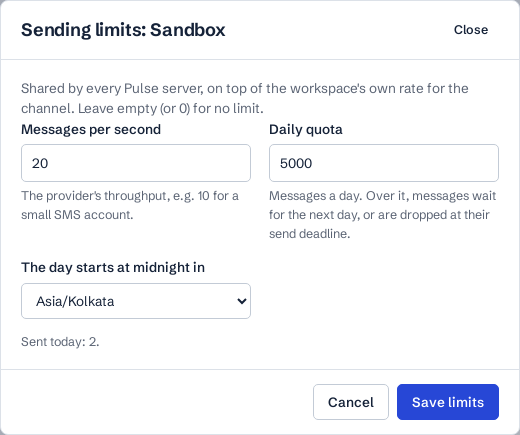 Sending limits: Sandbox
Close
Shared by every Pulse server, on top of the workspace's own rate for the
channel. Leave empty (or 0) for no limit.
Messages per second
Daily quota
20
5000
The provider's throughput, e.g. 10 for a
small SMS account.
Messages a day. Over it, messages wait
for the next day, or are dropped at their
send deadline.
The day starts at midnight in
Asia/Kolkata
Sent today: 2.
Cancel
Save limits